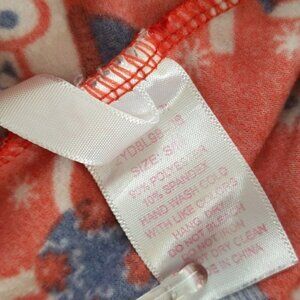 SIZE:
90% POLYESTER
10% SPANDEX
HAND WASH COLD
WITH LIKE COLORS
HANG DRY
DO NOT BLEACH
DO NOT IRON
DRY CLEAN
IN CHINA